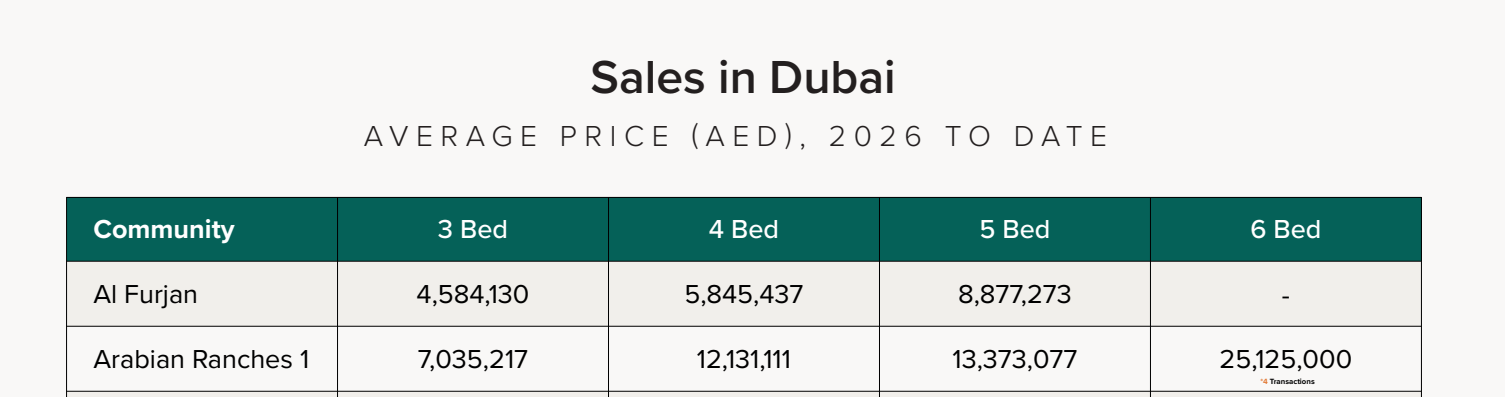 Sales in Dubai
AVERAGE PRICE (AED), 2026 TO DATE
Community 3 Bed 4 Bed 5 Bed 6 Bed
Al Furjan 4,584,130 5,845,437 8,877,273 -
Arabian Ranches 1 7,035,217 12,131,111 13,373,077 25,125,000
*4 Transactions